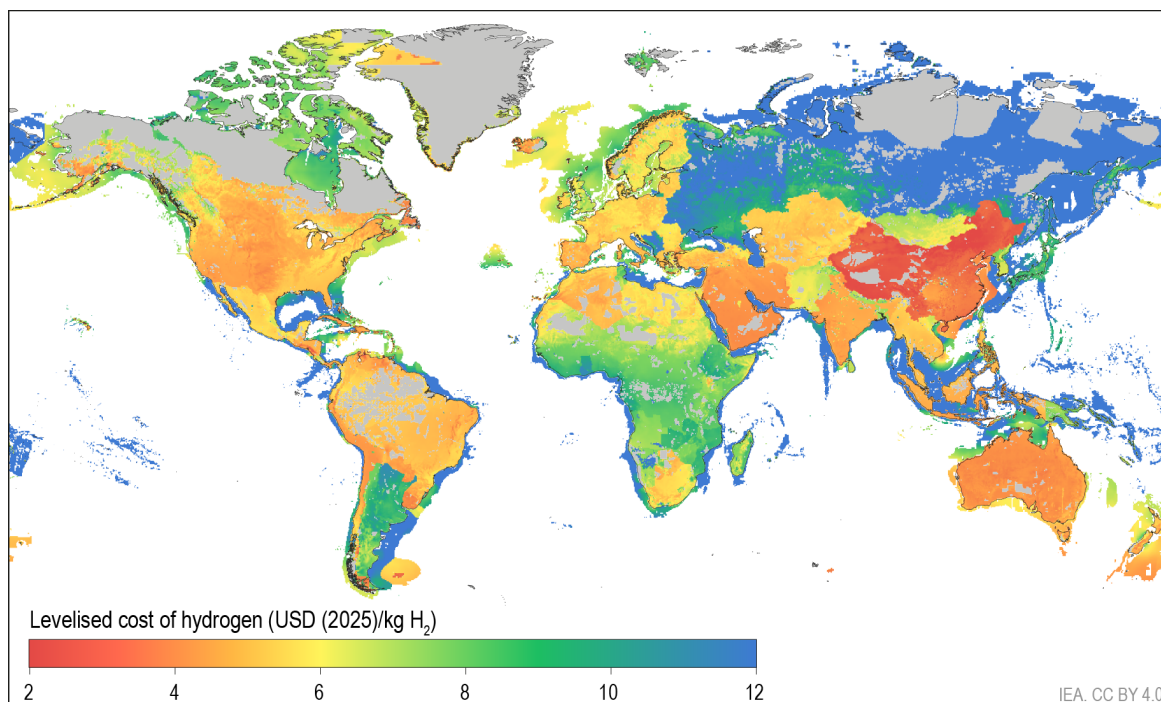 Levelised cost of hydrogen (USD (2025)/kg H₂)
2 4 6 8 10 12
IEA. CC BY 4.0